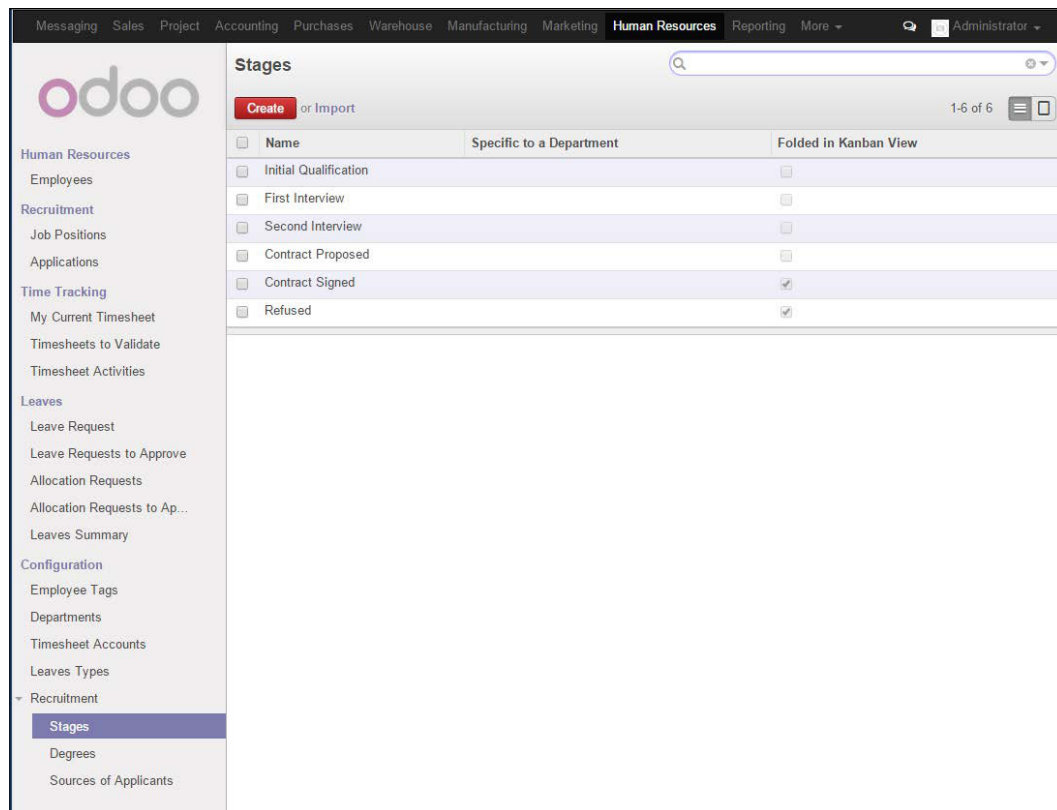 Messaging Sales Project Accounting Purchases Warehouse Manufacturing Marketing Human Resources Reporting More Administrator
odoo
Stages
Create or Import
1-6 of 6
Name Specific to a Department Folded in Kanban View
Initial Qualification
First Interview
Second Interview
Contract Proposed
Contract Signed
Refused
Human Resources
Employees
Recruitment
Job Positions
Applications
Time Tracking
My Current Timesheet
Timesheets to Validate
Timesheet Activities
Leaves
Leave Request
Leave Requests to Approve
Allocation Requests
Allocation Requests to Ap...
Leaves Summary
Configuration
Employee Tags
Departments
Timesheet Accounts
Leaves Types
Recruitment
Stages
Degrees
Sources of Applicants